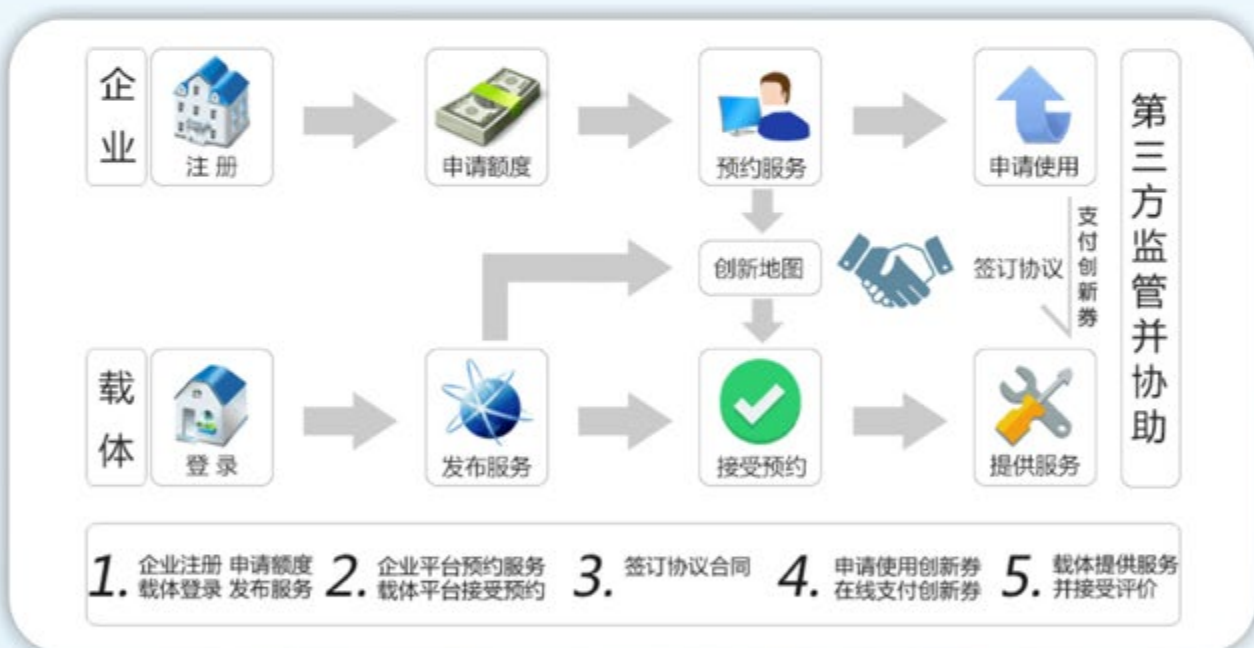 企业
注册
申请额度
预约服务
申请使用
第三方监管并协助
创新地图
签订协议
支付创新券
载体
登录
发布服务
接受预约
提供服务
1. 企业注册 申请额度
载体登录 发布服务
2. 企业平台预约服务
载体平台接受预约
3. 签订协议合同
4. 申请使用创新券
在线支付创新券
5. 载体提供服务
并接受评价